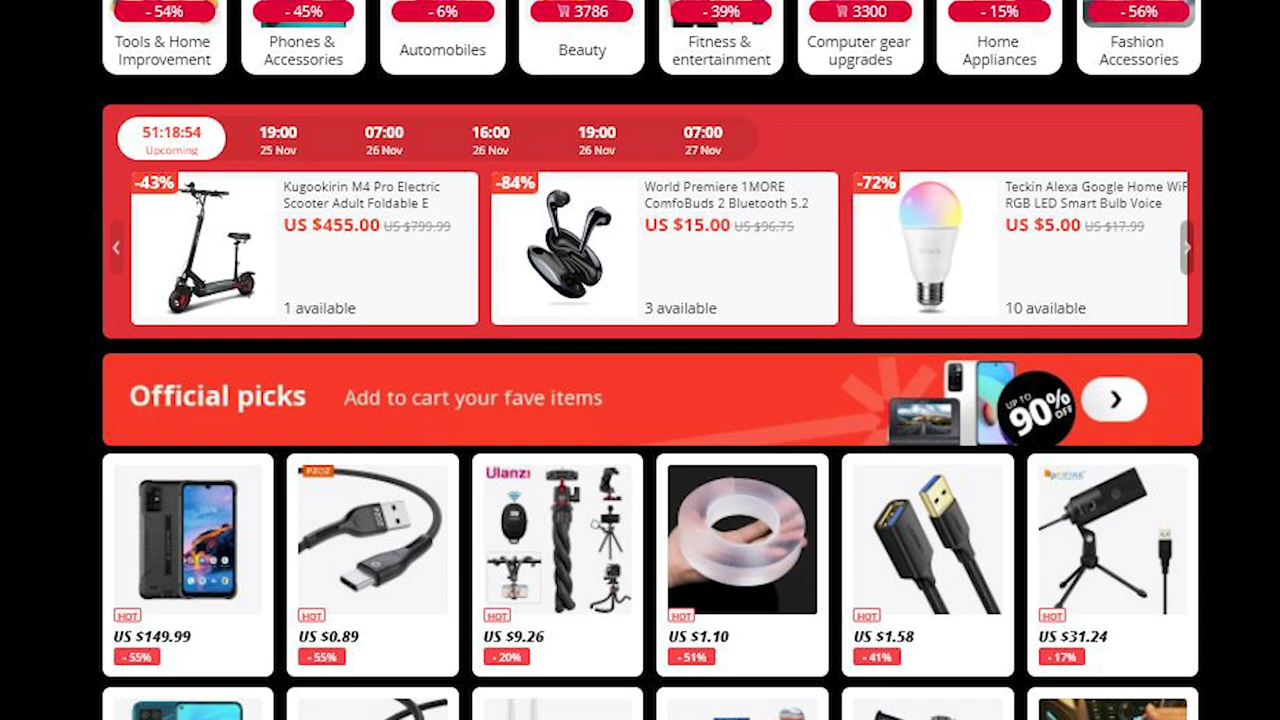 - 54%
- 45%
- 6%
3786
- 39%
3300
- 15%
- 56%
Tools & Home
Improvement
Phones &
Accessories
Automobiles
Beauty
Fitness &
entertainment
Computer gear
upgrades
Home
Appliances
Fashion
Accessories
51:18:54
Upcoming
19:00
25 Nov
07:00
26 Nov
16:00
26 Nov
19:00
26 Nov
07:00
27 Nov
-43%
Kugookirin M4 Pro Electric
Scooter Adult Foldable E
US $455.00 US $799.99
1 available
-84%
World Premiere 1MORE
ComfoBuds 2 Bluetooth 5.2
US $15.00 US $96.75
3 available
-72%
Teckin Alexa Google Home WiF
RGB LED Smart Bulb Voice
US $5.00 US $17.99
10 available
Official picks
Add to cart your fave items
UP TO
90% OFF
HOT
US $149.99
- 55%
PZOZ
PZOZ
HOT
US $0.89
- 55%
Ulanzi
HOT
US $9.26
- 20%
HOT
US $1.10
- 51%
HOT
US $1.58
- 41%
HOT
US $31.24
- 17%